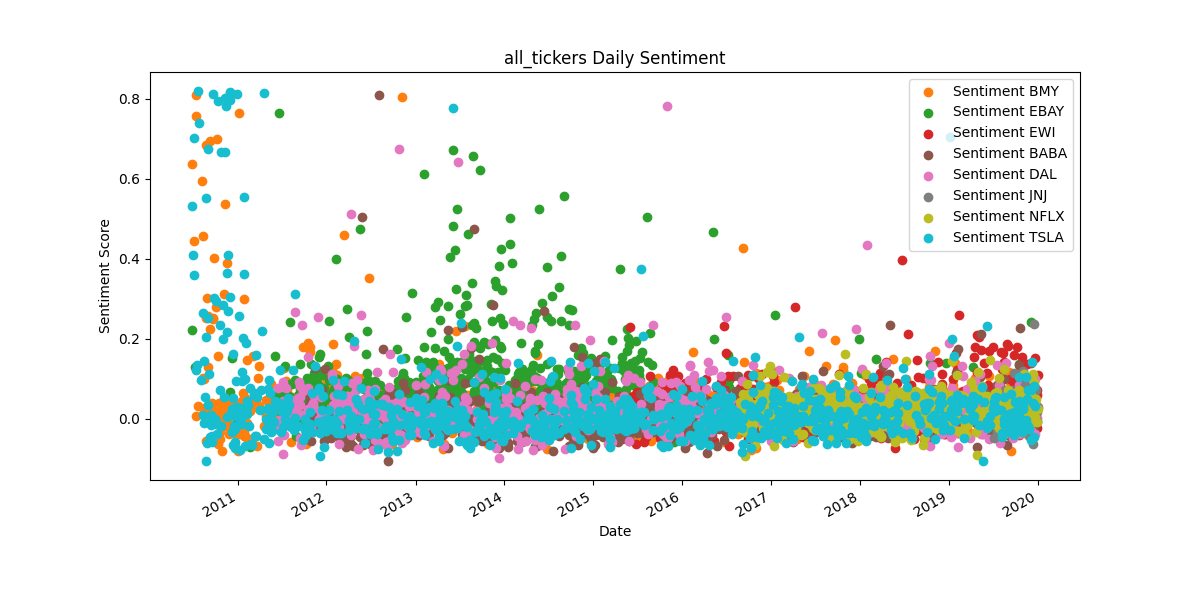 all_tickers Daily Sentiment
Sentiment Score
0.8
0.6
0.4
0.2
0.0
Sentiment BMY
Sentiment EBAY
Sentiment EWI
Sentiment BABA
Sentiment DAL
Sentiment JNJ
Sentiment NFLX
Sentiment TSLA
2011
2012
2013
2014
2015
2016
2017
2018
2019
2020
Date